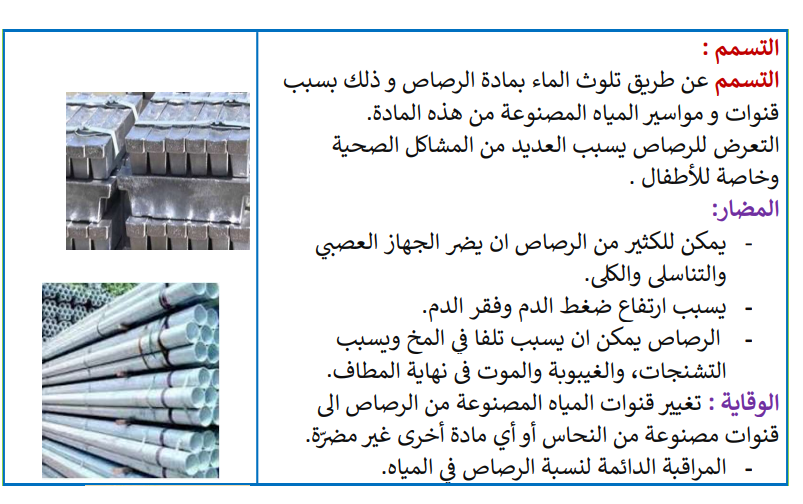 التسمم :
التسمم عن طريق تلوث الماء بمادة الرصاص و ذلك بسبب
قنوات و مواسير المياه المصنوعة من هذه المادة.
التعرض للرصاص يسبب العديد من المشاكل الصحية
وخاصة للأطفال .
المضار:
- يمكن للكثير من الرصاص ان يضر الجهاز العصبي
والتناسلى والكلى.
- يسبب ارتفاع ضغط الدم وفقر الدم.
- الرصاص يمكن ان يسبب تلفا في المخ ويسبب
التشنجات، والغيبوبة والموت فى نهاية المطاف.
الوقاية : تغيير قنوات المياه المصنوعة من الرصاص الى
قنوات مصنوعة من النحاس أو أي مادة أخرى غير مضرّة.
- المراقبة الدائمة لنسبة الرصاص في المياه.